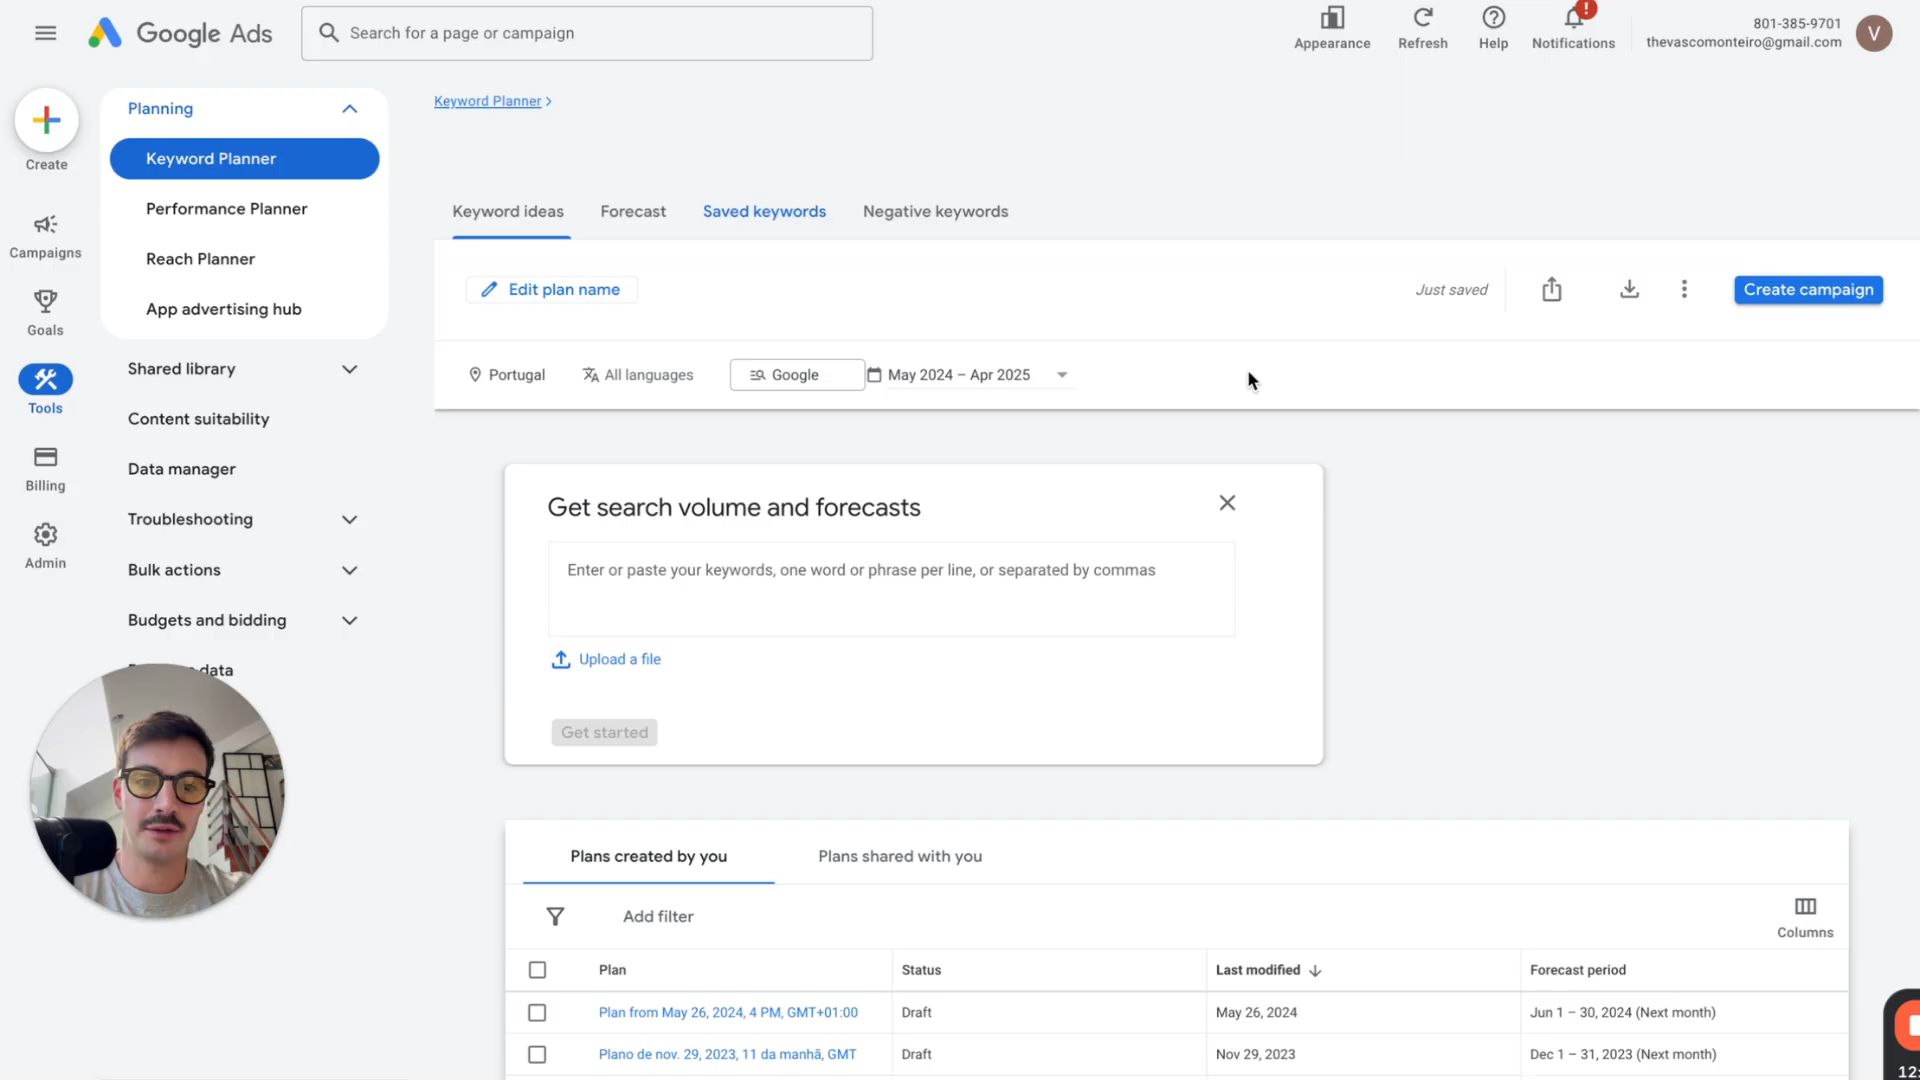 Google Ads
Search for a page or campaign
Appearance
Refresh
Help
!
Notifications
801-385-9701
thevascomonteiro@gmail.com
V
Create
Campaigns
Goals
Tools
Billing
Admin
Planning
Keyword Planner
Performance Planner
Reach Planner
App advertising hub
Shared library
Content suitability
Data manager
Troubleshooting
Bulk actions
Budgets and bidding
data
Keyword Planner >
Keyword ideas
Forecast
Saved keywords
Negative keywords
Edit plan name
Just saved
Create campaign
Portugal
All languages
Google
May 2024 – Apr 2025
Get search volume and forecasts
Enter or paste your keywords, one word or phrase per line, or separated by commas
Upload a file
Get started
Plans created by you
Plans shared with you
Add filter
Columns
Plan
Status
Last modified
Forecast period
Plan from May 26, 2024, 4 PM, GMT+01:00
Draft
May 26, 2024
Jun 1 – 30, 2024 (Next month)
Plano de nov. 29, 2023, 11 da manhã, GMT
Draft
Nov 29, 2023
Dec 1 – 31, 2023 (Next month)
12: